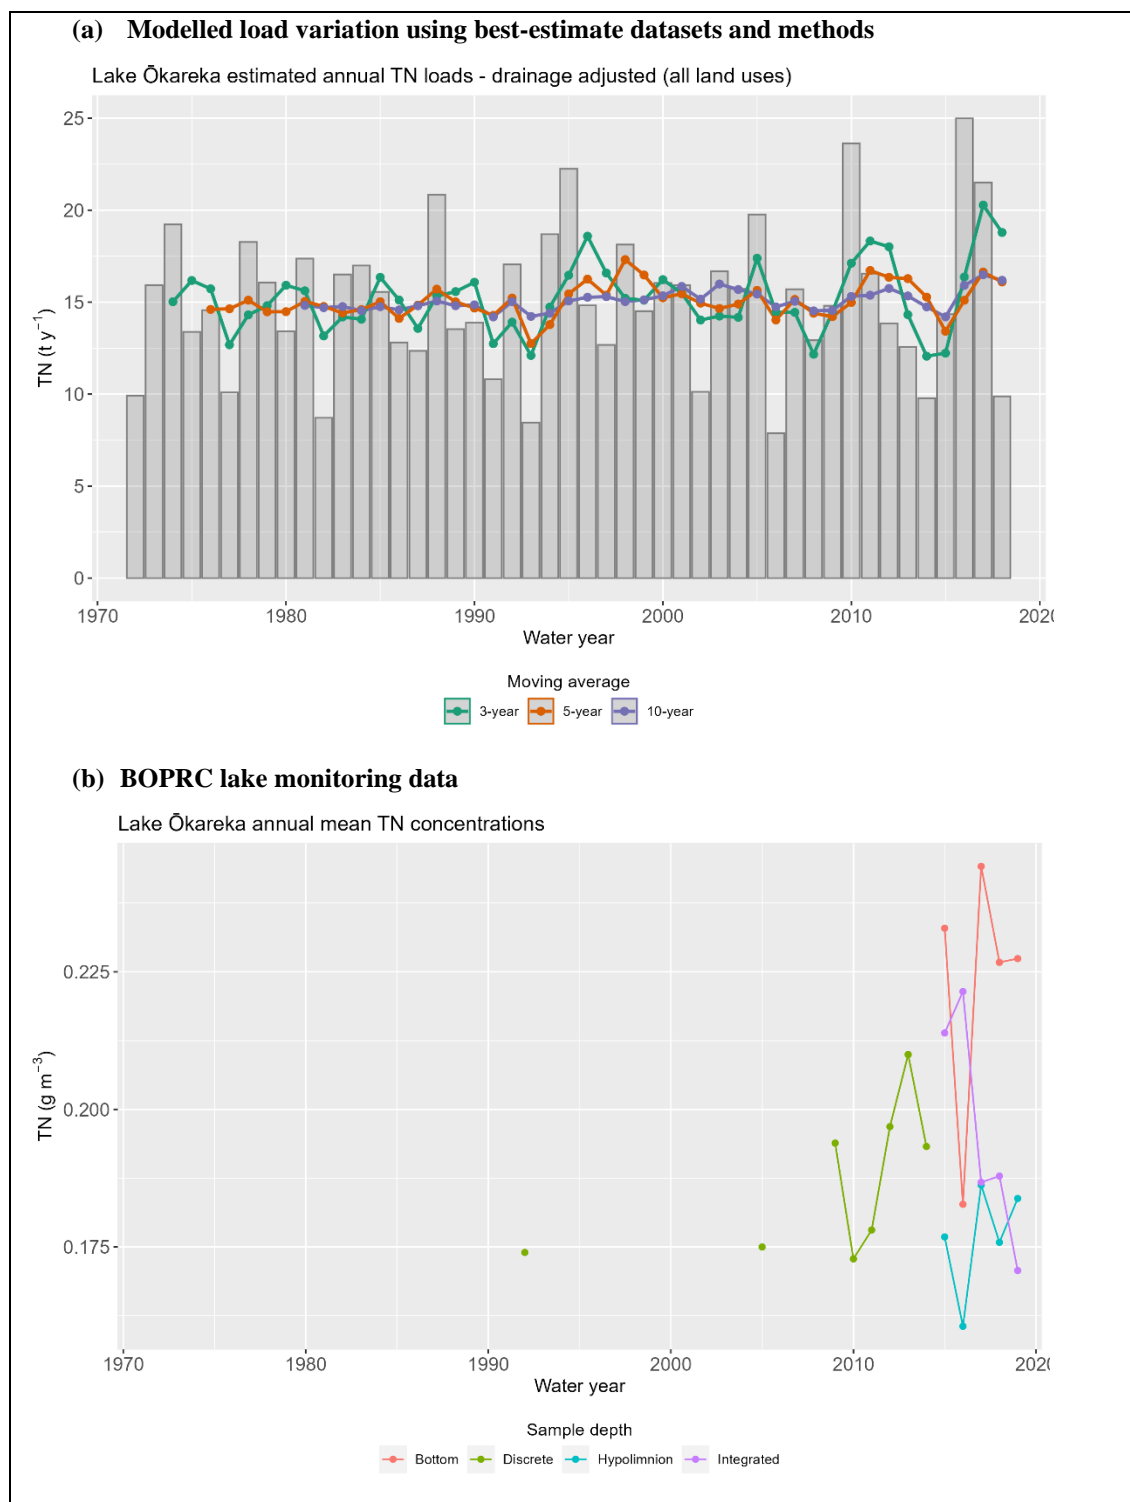 (a) Modelled load variation using best-estimate datasets and methods
Lake Ōkareka estimated annual TN loads - drainage adjusted (all land uses)
25
20
15
10
5
0
TN (t y⁻¹)
1970 1980 1990 2000 2010 2020
Water year
Moving average
3-year 5-year 10-year
(b) BOPRC lake monitoring data
Lake Ōkareka annual mean TN concentrations
0.225
0.200
0.175
TN (g m⁻³)
1970 1980 1990 2000 2010 2020
Water year
Sample depth
Bottom Discrete Hypolimnion Integrated